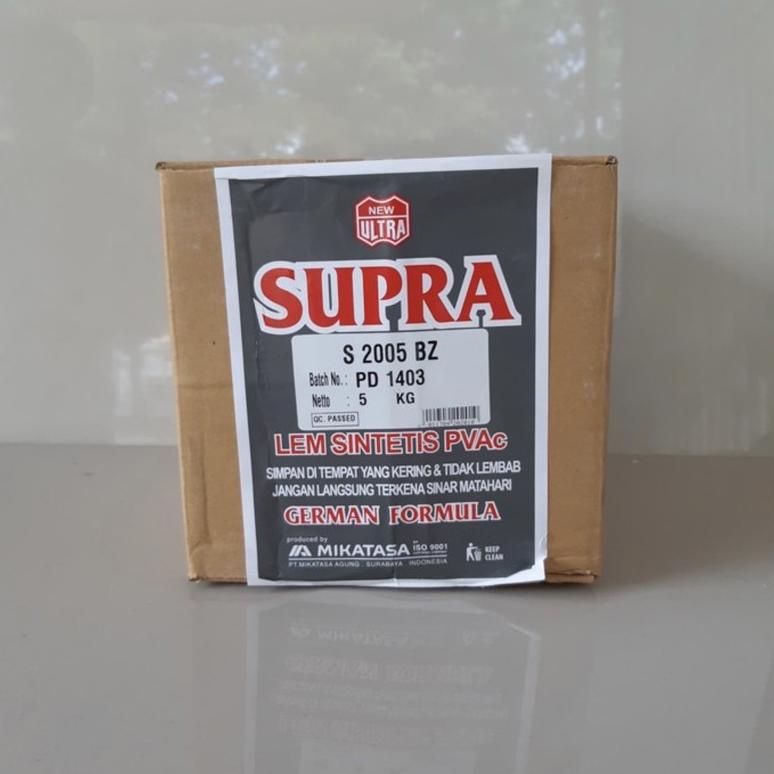 NEW
ULTRA
SUPRA
S 2005 BZ
Batch No. : PD 1403
Netto : 5 KG
QC. PASSED
LEM SINTETIS PVAc
SIMPAN DI TEMPAT YANG KERING & TIDAK LEMBAB
JANGAN LANGSUNG TERKENA SINAR MATAHARI
GERMAN FORMULA
produced by
MIKATASA ISO 9001
PT.MIKATASA AGUNG . SURABAYA INDONESIA
KEEP
CLEAN